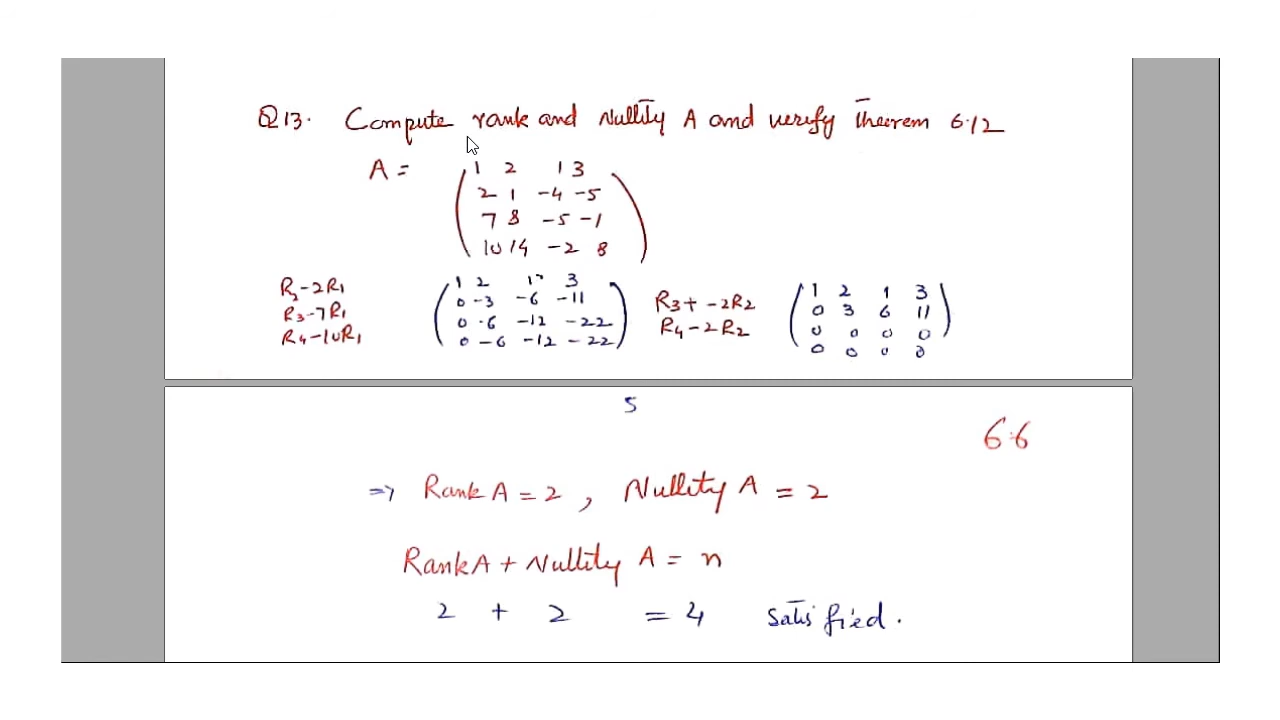 Q13. Compute rank and Nullity A and verify Theorem 6.12
A =
1 2 1 3
2 1 -4 -5
7 8 -5 -1
10 14 -2 8
R2-2R1
R3-7R1
R4-10R1
1 2 1 3
0 -3 -6 -11
0 -6 -12 -22
0 -6 -12 -22
R3+ -2R2
R4-2R2
1 2 1 3
0 3 6 11
0 0 0 0
0 0 0 0
5
6.6
=> Rank A = 2 , Nullity A = 2
Rank A + Nullity A = n
2 + 2 = 4 Satisfied.